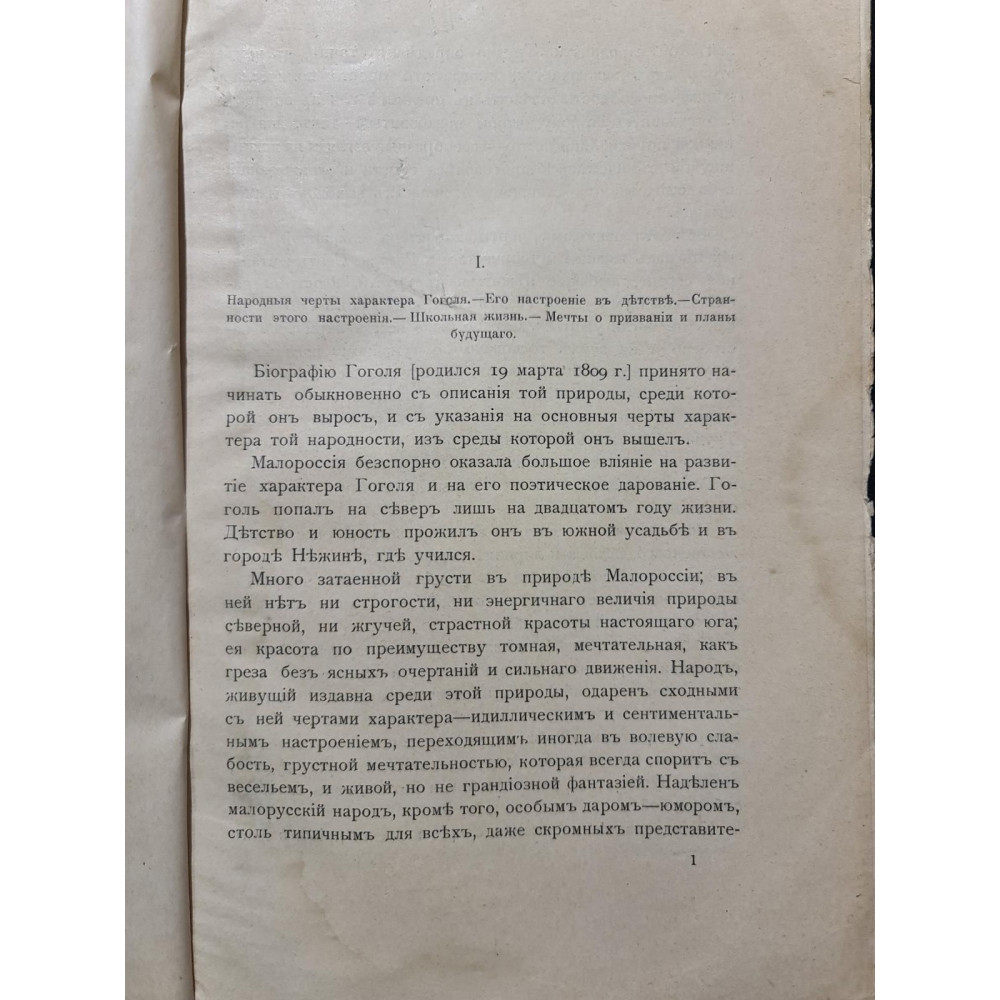 I.
Народныя черты характера Гоголя.—Его настроеніе въ дѣтствѣ.—Стран-
ности этого настроенія.— Школьная жизнь.— Мечты о призваніи и планы
будущаго.
Біографію Гоголя [родился 19 марта 1809 г.] принято на-
чинать обыкновенно съ описанія той природы, среди кото-
рой онъ выросъ, и съ указанія на основныя черты харак-
тера той народности, изъ среды которой онъ вышелъ.
Малороссія безспорно оказала большое вліяніе на разви-
тіе характера Гоголя и на его поэтическое дарованіе. Го-
голь попалъ на сѣверъ лишь на двадцатомъ году жизни.
Дѣтство и юность прожилъ онъ въ южной усадьбѣ и въ
городѣ Нѣжинѣ, гдѣ учился.
Много затаенной грусти въ природѣ Малороссіи; въ
ней нѣтъ ни строгости, ни энергичнаго величія природы
сѣверной, ни жгучей, страстной красоты настоящаго юга;
ея красота по преимуществу томная, мечтательная, какъ
греза безъ ясныхъ очертаній и сильнаго движенія. Народъ,
живущій издавна среди этой природы, одаренъ сходными
съ ней чертами характера—идиллическимъ и сентименталь-
нымъ настроеніемъ, переходящимъ иногда въ волевую сла-
бость, грустной мечтательностью, которая всегда споритъ съ
весельемъ, и живой, но не грандіозной фантазіей. Надѣленъ
малорусскій народъ, кромѣ того, особымъ даромъ—юморомъ,
столь типичнымъ для всѣхъ, даже скромныхъ представите-
1